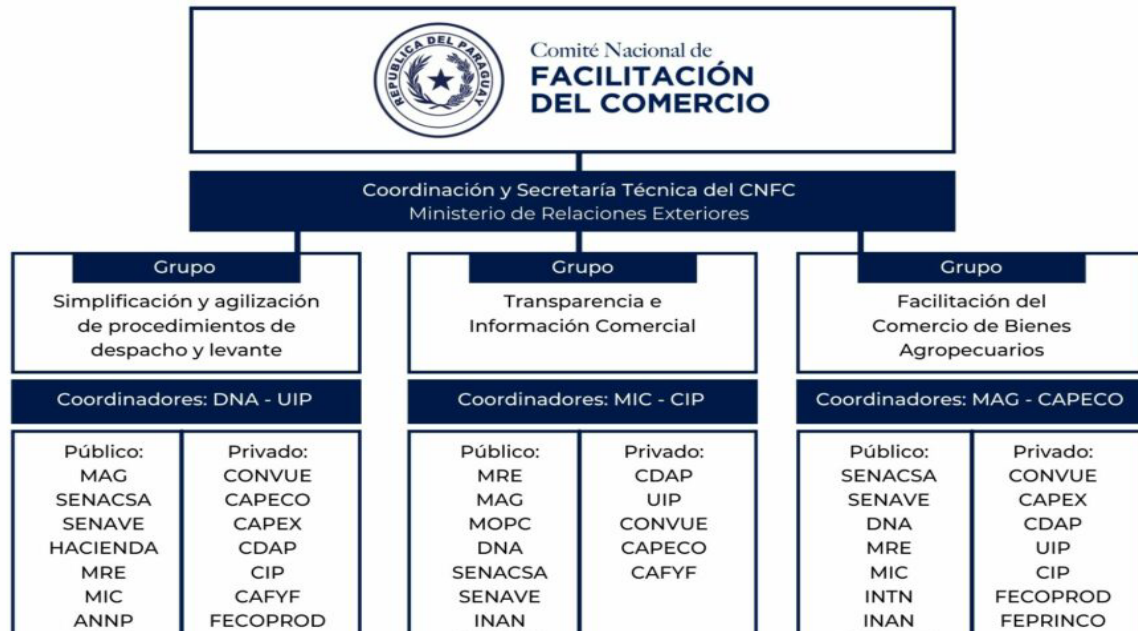 REPUBLICA DEL PARAGUAY
Comité Nacional de
FACILITACIÓN
DEL COMERCIO
Coordinación y Secretaría Técnica del CNFC
Ministerio de Relaciones Exteriores
Grupo
Simplificación y agilización
de procedimientos de
despacho y levante
Coordinadores: DNA - UIP
Público:
MAG
SENACSA
SENAVE
HACIENDA
MRE
MIC
ANNP
Privado:
CONVUE
CAPECO
CAPEX
CDAP
CIP
CAFYF
FECOPROD
Grupo
Transparencia e
Información Comercial
Coordinadores: MIC - CIP
Público:
MRE
MAG
MOPC
DNA
SENACSA
SENAVE
INAN
Privado:
CDAP
UIP
CONVUE
CAPECO
CAFYF
Grupo
Facilitación del
Comercio de Bienes
Agropecuarios
Coordinadores: MAG - CAPECO
Público:
SENACSA
SENAVE
DNA
MRE
MIC
INTN
INAN
Privado:
CONVUE
CAPEX
CDAP
UIP
CIP
FECOPROD
FEPRINCO